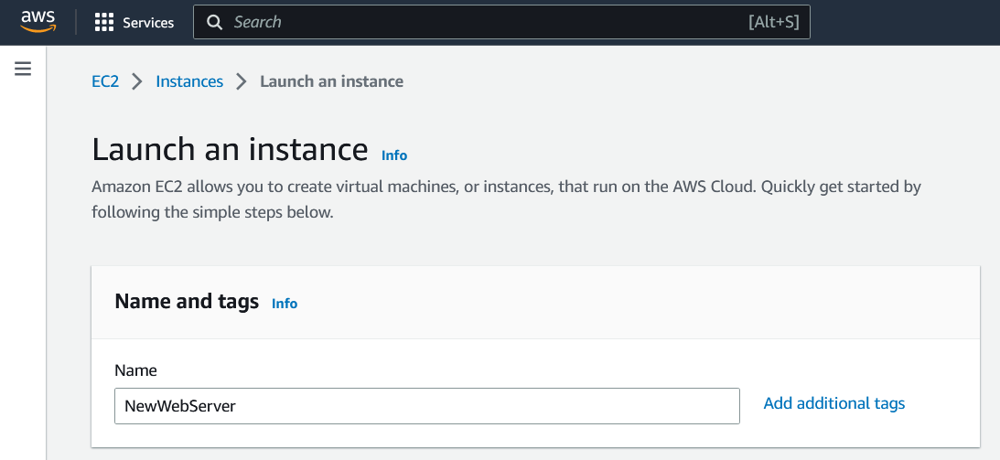 aws
Services
Search [Alt+S]
EC2 Instances Launch an instance
Launch an instance Info
Amazon EC2 allows you to create virtual machines, or instances, that run on the AWS Cloud. Quickly get started by
following the simple steps below.
Name and tags Info
Name
NewWebServer
Add additional tags